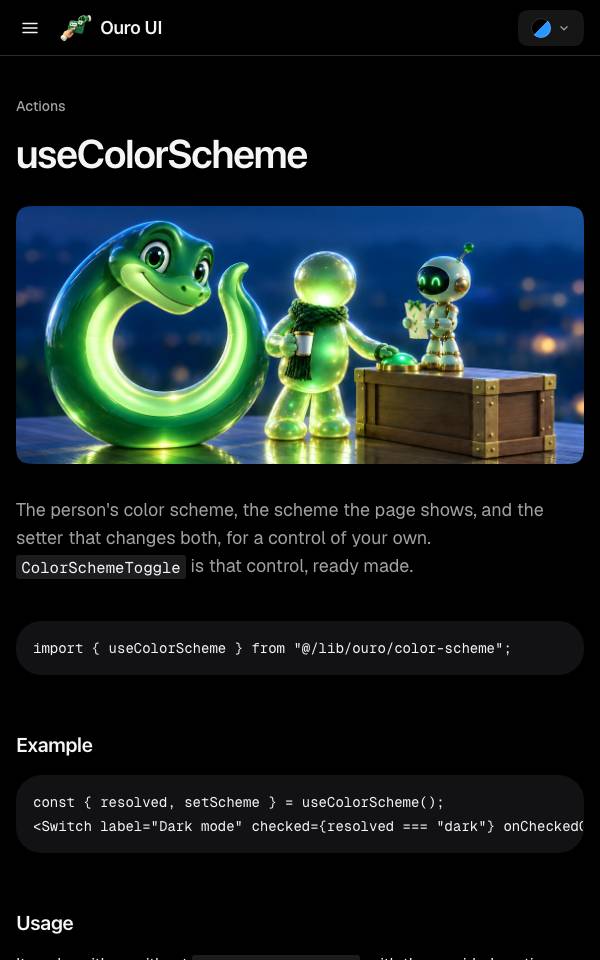 Ouro UI
Actions
useColorScheme
The person's color scheme, the scheme the page shows, and the
setter that changes both, for a control of your own.
ColorSchemeToggle is that control, ready made.
import { useColorScheme } from "@/lib/ouro/color-scheme";
Example
const { resolved, setScheme } = useColorScheme();
<Switch label="Dark mode" checked={resolved === "dark"} onChecked
Usage